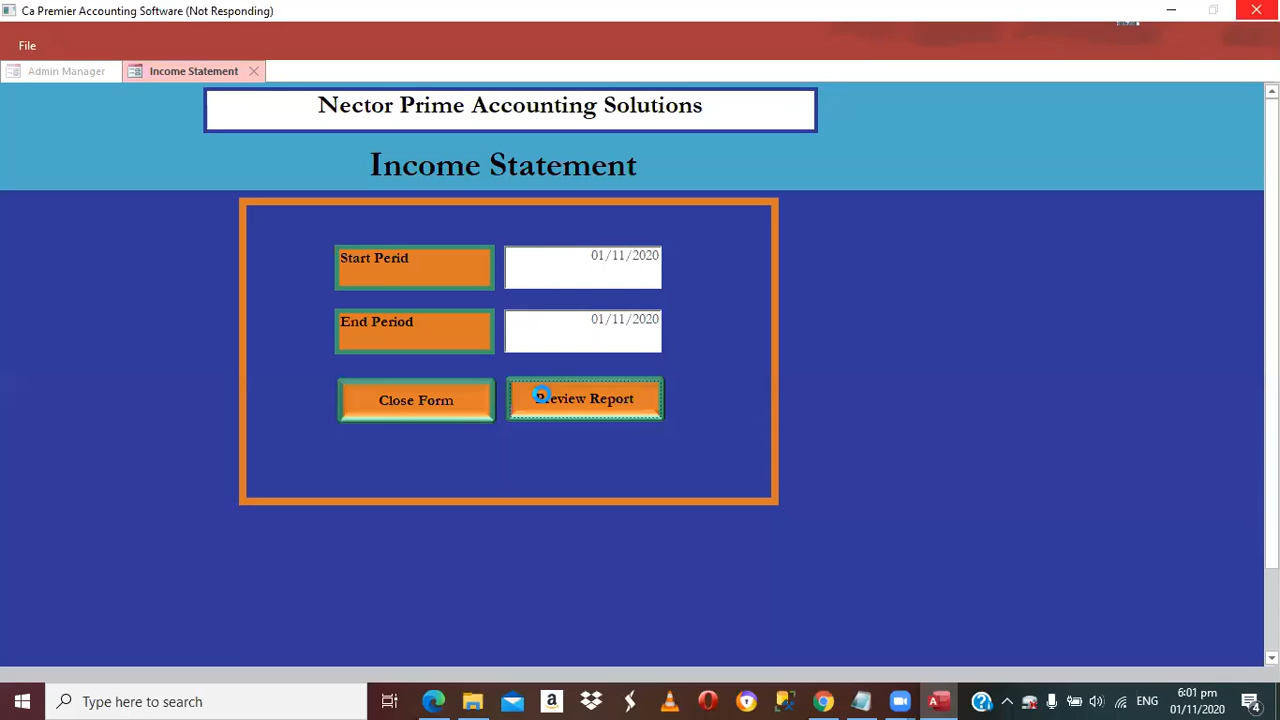 Ca Premier Accounting Software (Not Responding)
File
Admin Manager
Income Statement
Nector Prime Accounting Solutions
Income Statement
Start Perid
01/11/2020
End Period
01/11/2020
Close Form
Preview Report
Type here to search
ENG
6:01 pm
01/11/2020
4